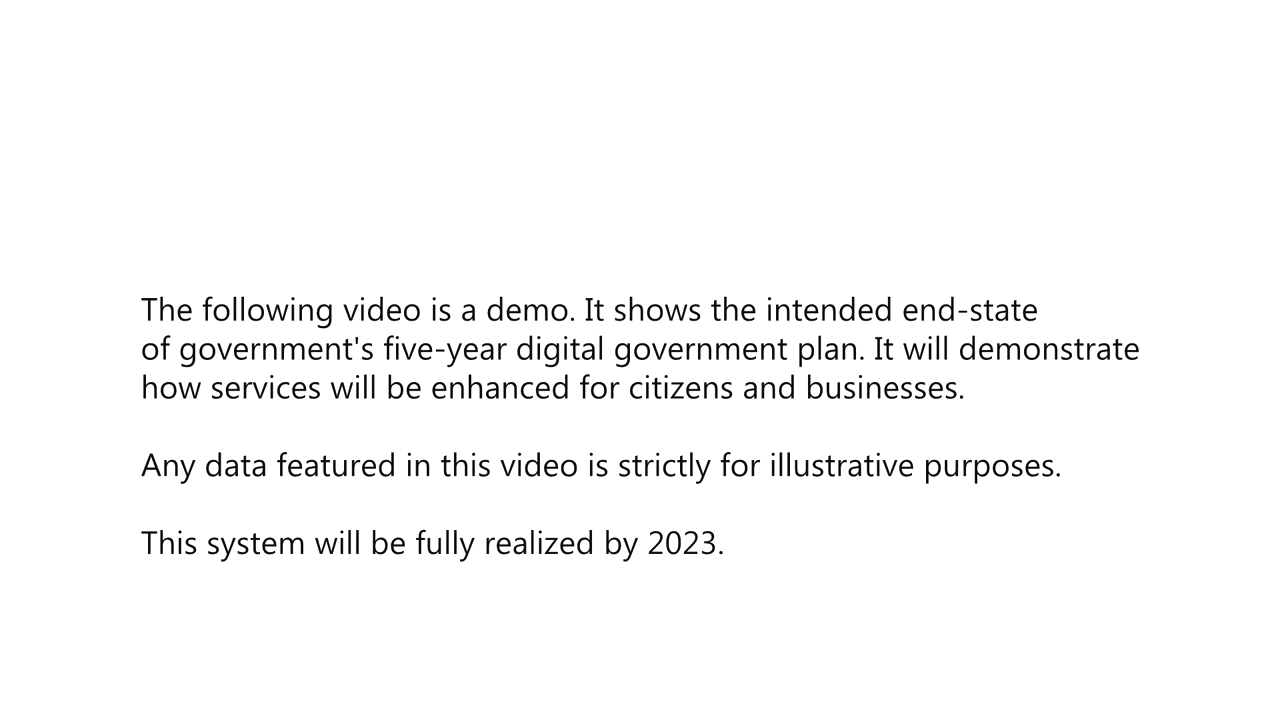 The following video is a demo. It shows the intended end-state
of government's five-year digital government plan. It will demonstrate
how services will be enhanced for citizens and businesses.
Any data featured in this video is strictly for illustrative purposes.
This system will be fully realized by 2023.